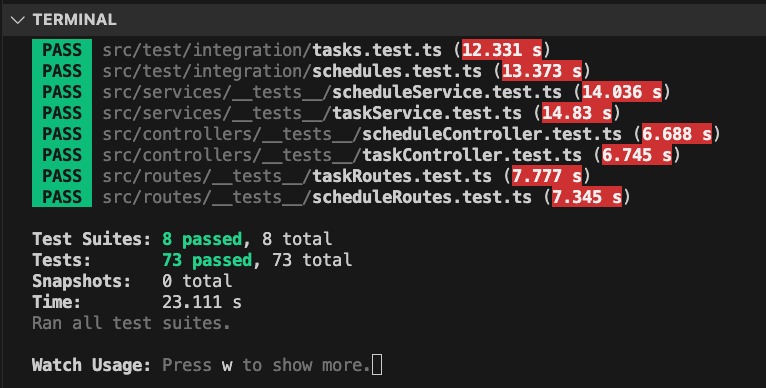 TERMINAL
PASS src/test/integration/tasks.test.ts (12.331 s)
PASS src/test/integration/schedules.test.ts (13.373 s)
PASS src/services/__tests__/scheduleService.test.ts (14.036 s)
PASS src/services/__tests__/taskService.test.ts (14.83 s)
PASS src/controllers/__tests__/scheduleController.test.ts (6.688 s)
PASS src/controllers/__tests__/taskController.test.ts (6.745 s)
PASS src/routes/__tests__/taskRoutes.test.ts (7.777 s)
PASS src/routes/__tests__/scheduleRoutes.test.ts (7.345 s)
Test Suites: 8 passed, 8 total
Tests: 73 passed, 73 total
Snapshots: 0 total
Time: 23.111 s
Ran all test suites.
Watch Usage: Press w to show more.